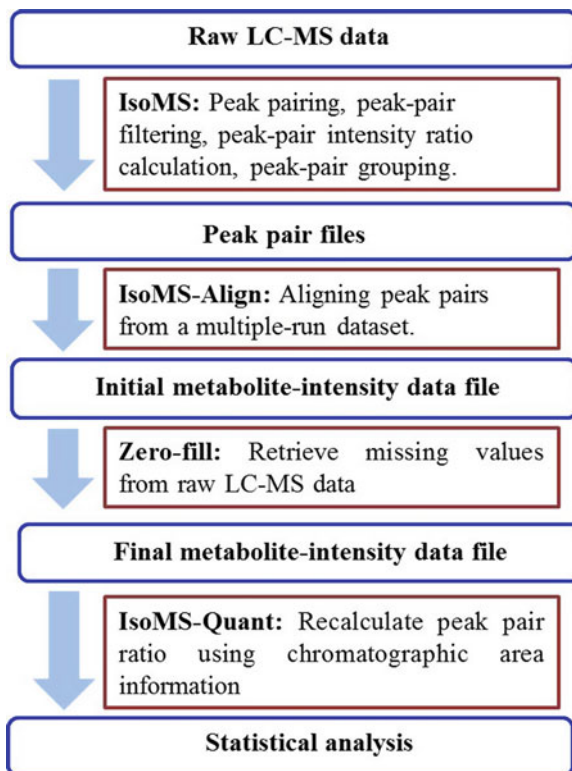 Raw LC-MS data
IsoMS: Peak pairing, peak-pair
filtering, peak-pair intensity ratio
calculation, peak-pair grouping.
Peak pair files
IsoMS-Align: Aligning peak pairs
from a multiple-run dataset.
Initial metabolite-intensity data file
Zero-fill: Retrieve missing values
from raw LC-MS data
Final metabolite-intensity data file
IsoMS-Quant: Recalculate peak pair
ratio using chromatographic area
information
Statistical analysis